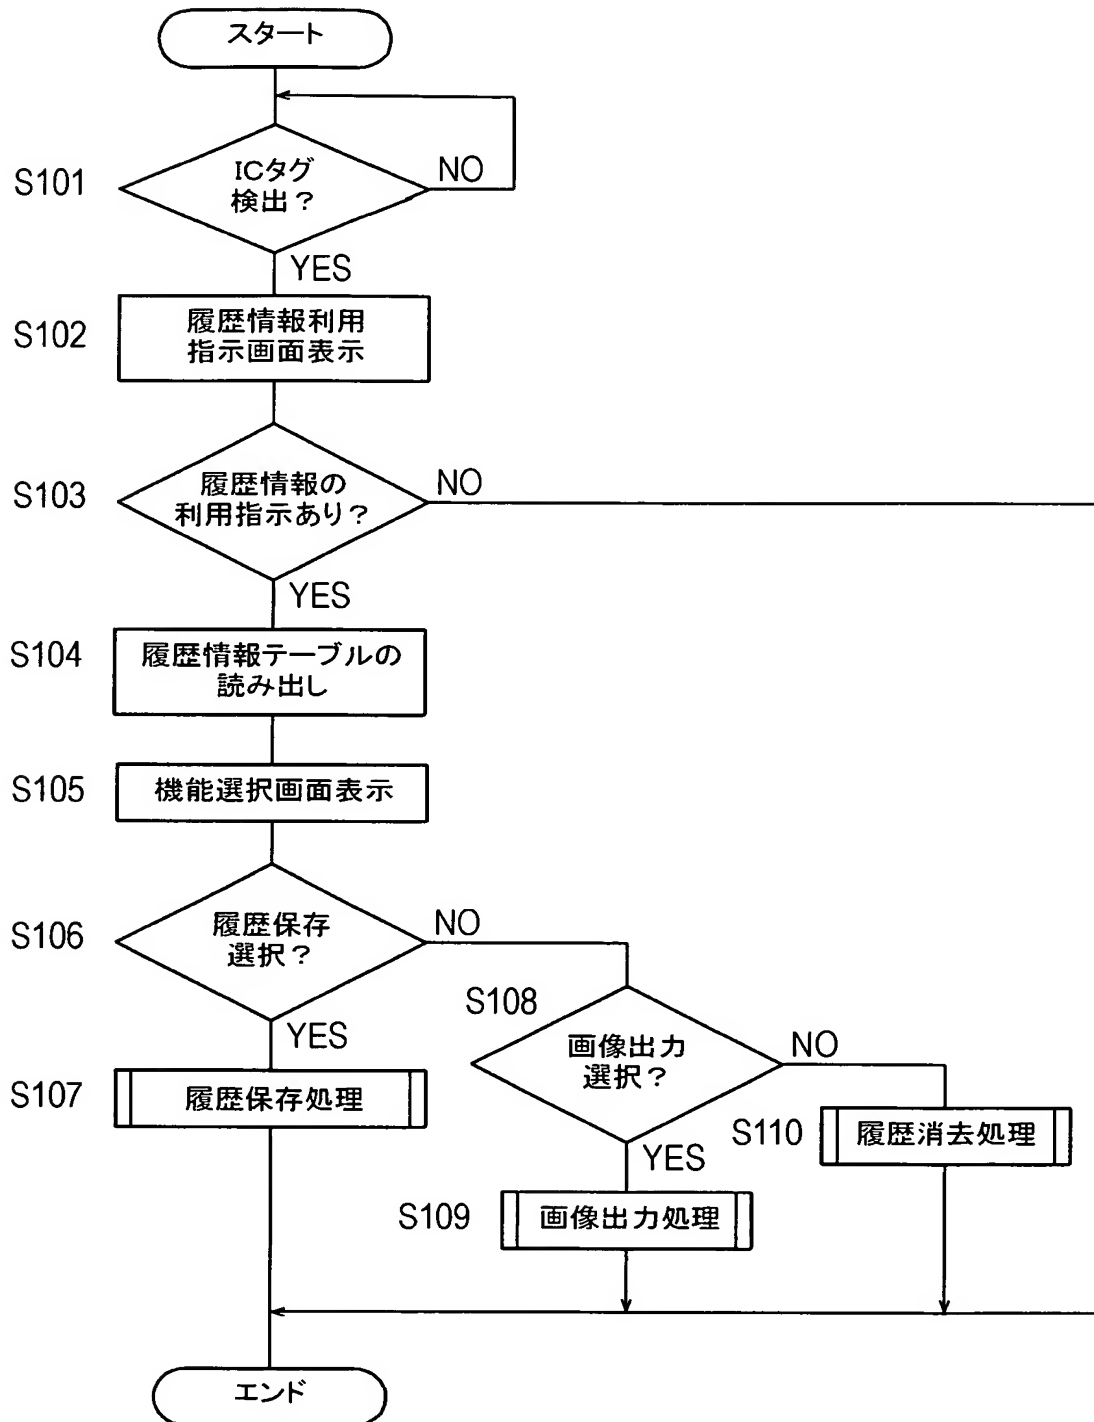 スタート
S101
ICタグ
検出？
NO
YES
S102
履歴情報利用
指示画面表示
S103
履歴情報の
利用指示あり？
NO
YES
S104
履歴情報テーブルの
読み出し
S105
機能選択画面表示
S106
履歴保存
選択？
NO
YES
S107
履歴保存処理
S108
画像出力
選択？
NO
YES
S109
画像出力処理
S110
履歴消去処理
エンド